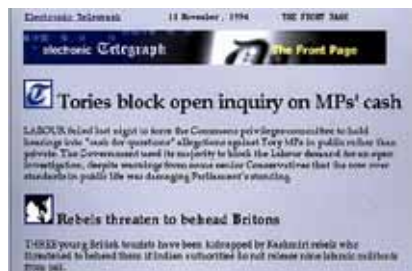 Electronic Telegraph 15 November, 1994 THE FRONT PAGE
electronic Telegraph The Front Page
Tories block open inquiry on MPs' cash
LABOUR failed last night to force the Commons privileges committee to hold
hearings into "cash for questions" allegations against Tory MPs in public rather than
private. The Government used its majority to block the Labour demand for an open
investigation, despite warnings from some senior Conservatives that the row over
standards in public life was damaging Parliament's standing.
Rebels threaten to behead Britons
THREE young British tourists have been kidnapped by Kashmiri rebels who
threatened to behead them if Indian authorities do not release nine Islamic militants
from jail.